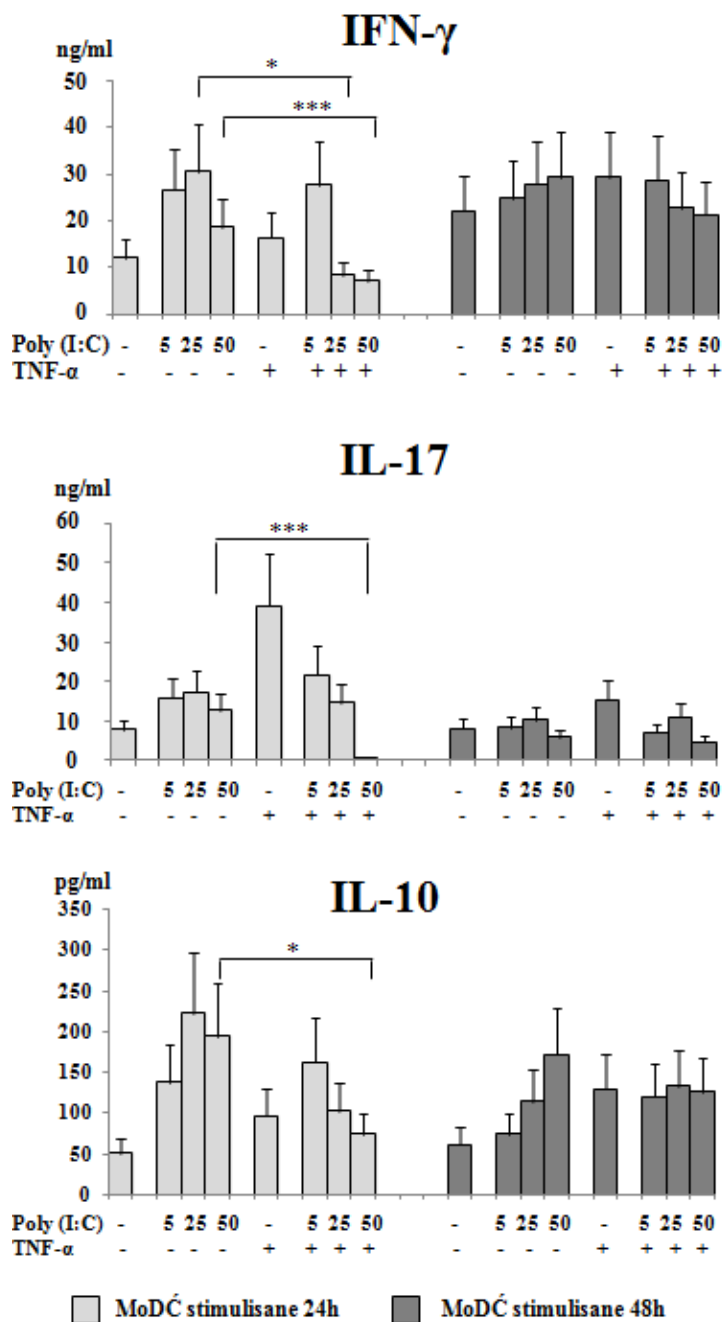 IFN-γ
ng/ml
50
*
40
***
30
20
10
0
Poly (I:C) - 5 25 50 - 5 25 50 - 5 25 50 - 5 25 50
TNF-α - - - - + + + + - - - - + + + +
IL-17
ng/ml
60
***
50
40
30
20
10
0
Poly (I:C) - 5 25 50 - 5 25 50 - 5 25 50 - 5 25 50
TNF-α - - - - + + + + - - - - + + + +
pg/ml
IL-10
350
300
*
250
200
150
100
50
0
Poly (I:C) - 5 25 50 - 5 25 50 - 5 25 50 - 5 25 50
TNF-α - - - - + + + + - - - - + + + +
MoDĆ stimulisane 24h MoDĆ stimulisane 48h